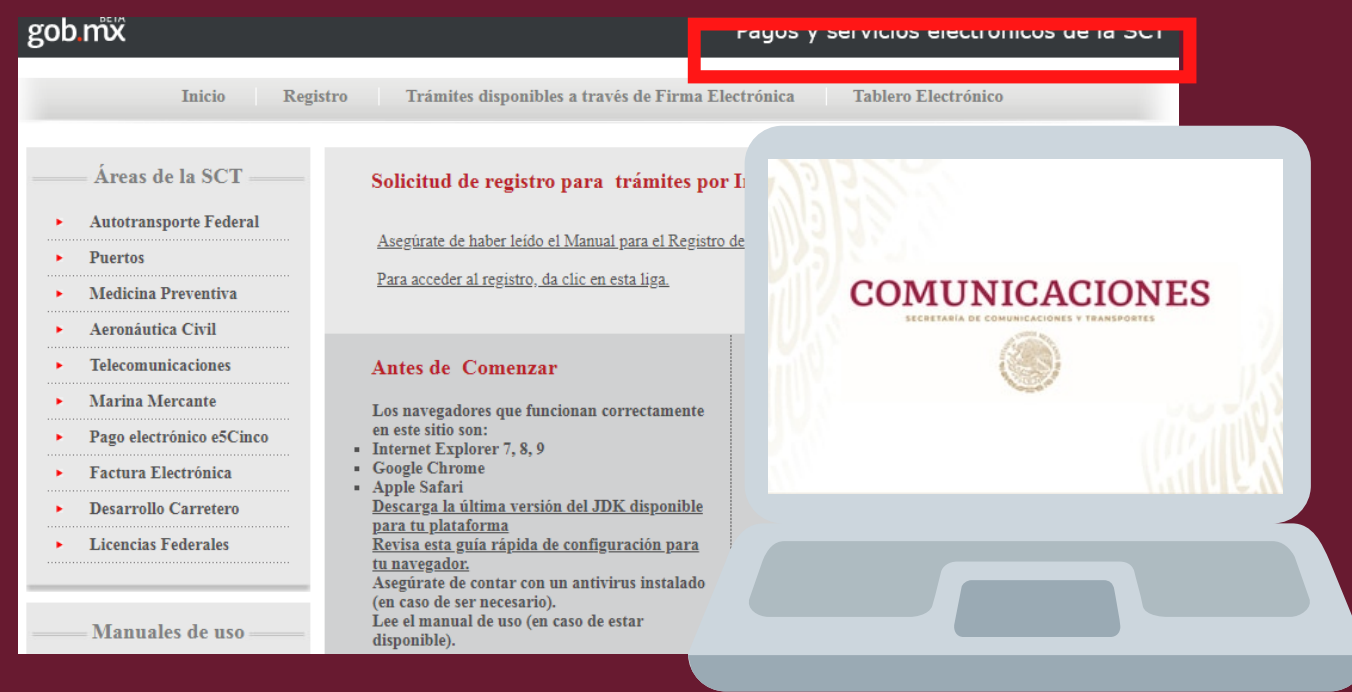 gob.mx
BETA
Pagos y servicios electrónicos de la SCT
Inicio
Registro
Trámites disponibles a través de Firma Electrónica
Tablero Electrónico
Áreas de la SCT
Autotransporte Federal
Puertos
Medicina Preventiva
Aeronáutica Civil
Telecomunicaciones
Marina Mercante
Pago electrónico e5Cinco
Factura Electrónica
Desarrollo Carretero
Licencias Federales
Manuales de uso
Solicitud de registro para trámites por
Asegúrate de haber leído el Manual para el Registro de
Para acceder al registro, da clic en esta liga.
Antes de Comenzar
Los navegadores que funcionan correctamente
en este sitio son:
Internet Explorer 7, 8, 9
Google Chrome
Apple Safari
Descarga la última versión del JDK disponible
para tu plataforma
Revisa esta guía rápida de configuración para
tu navegador.
Asegúrate de contar con un antivirus instalado
(en caso de ser necesario).
Lee el manual de uso (en caso de estar
disponible).
COMUNICACIONES
SECRETARÍA DE COMUNICACIONES Y TRANSPORTES